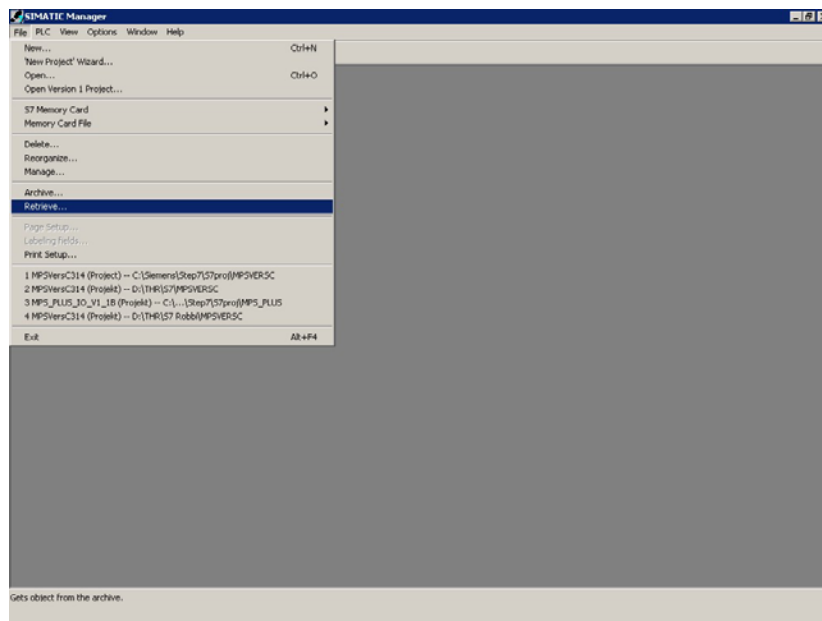 SIMATIC Manager
File PLC View Options Window Help
New... Ctrl+N
'New Project' Wizard...
Open... Ctrl+O
Open Version 1 Project...
S7 Memory Card
Memory Card File
Delete...
Reorganize...
Manage...
Archive...
Retrieve...
Page Setup...
Labeling fields...
Print Setup...
1 MPSVersC314 (Project) -- C:\Siemens\Step7\S7proj\MPSVERSC
2 MPSVersC314 (Projekt) -- D:\THR\S7\MPSVERSC
3 MPS_PLUS_IO_V1_1B (Projekt) -- C:\...\Step7\S7proj\MPS_PLUS
4 MPSVersC314 (Projekt) -- D:\THR\S7 Robbi\MPSVERSC
Exit Alt+F4
Gets object from the archive.